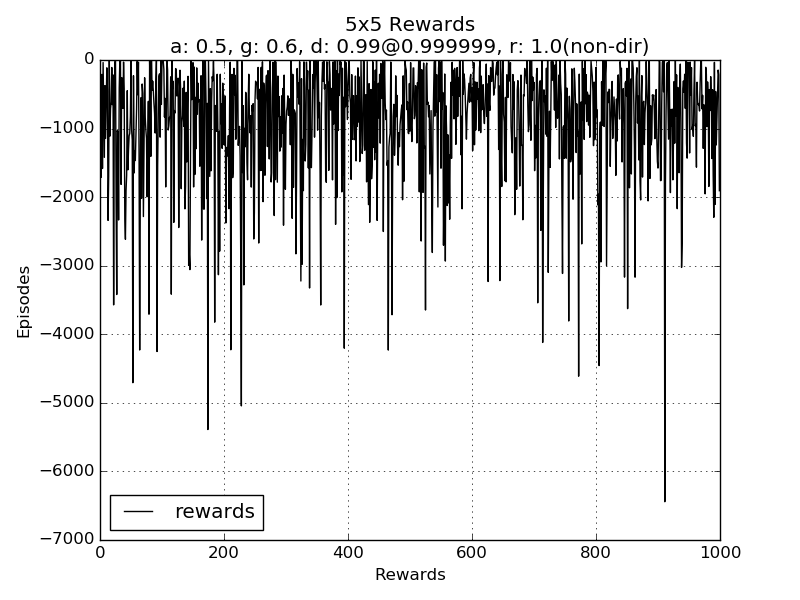 5x5 Rewards
a: 0.5, g: 0.6, d: 0.99@0.999999, r: 1.0(non-dir)
0
−1000
−2000
−3000
−4000
−5000
−6000
−7000
Episodes
rewards
0 200 400 600 800 1000
Rewards